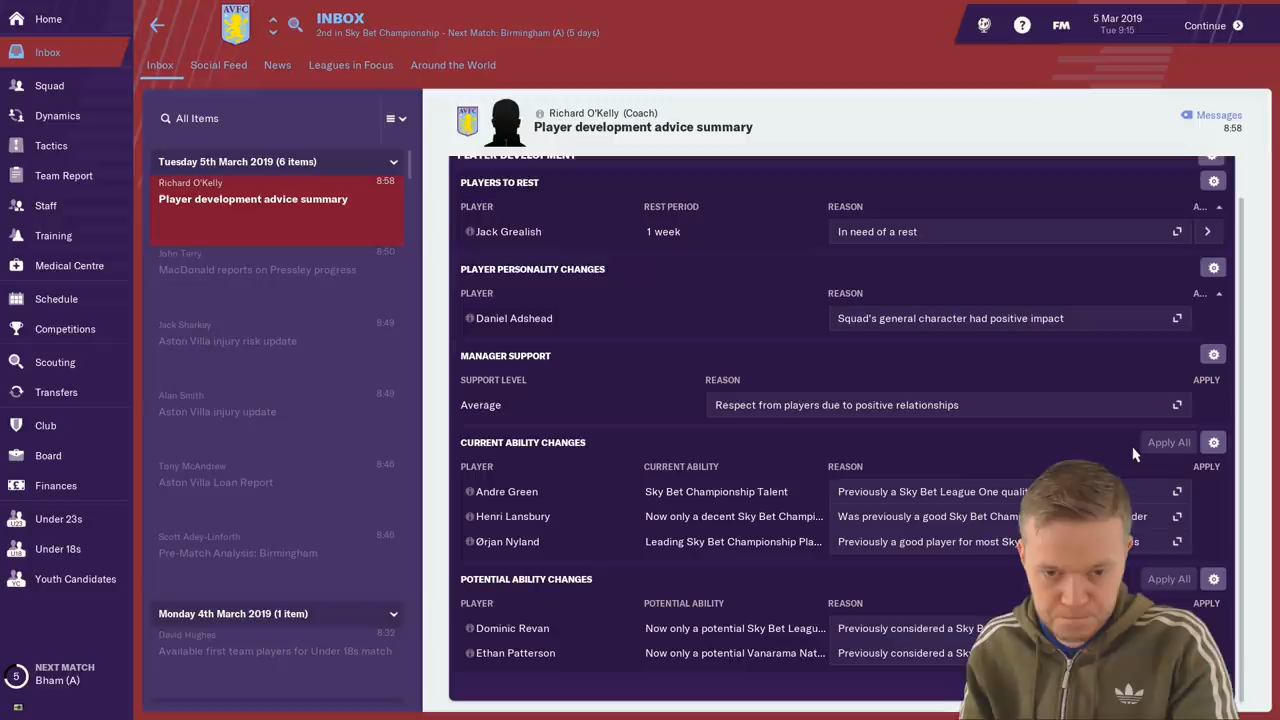 Home
Inbox
Squad
Dynamics
Tactics
Team Report
Staff
Training
Medical Centre
Schedule
Competitions
Scouting
Transfers
Club
Board
Finances
Under 23s
Under 18s
Youth Candidates
5
NEXT MATCH
Bham (A)
AVFC
INBOX
2nd in Sky Bet Championship - Next Match: Birmingham (A) (5 days)
? FM
5 Mar 2019
Tue 9:15
Continue
Inbox Social Feed News Leagues in Focus Around the World
All Items
Tuesday 5th March 2019 (6 items)
Richard O'Kelly 8:58
Player development advice summary
John Terry 8:50
MacDonald reports on Pressley progress
Jack Sharkey 8:49
Aston Villa injury risk update
Alan Smith 8:49
Aston Villa injury update
Tony McAndrew 8:46
Aston Villa Loan Report
Scott Adey-Linforth 8:46
Pre-Match Analysis: Birmingham
Monday 4th March 2019 (1 item)
David Hughes 8:32
Available first team players for Under 18s match
AVFC
Richard O'Kelly (Coach)
Player development advice summary
Messages
8:58
PLAYER DEVELOPMENT
PLAYERS TO REST
PLAYER REST PERIOD REASON A...
Jack Grealish 1 week In need of a rest
PLAYER PERSONALITY CHANGES
PLAYER REASON A...
Daniel Adshead Squad's general character had positive impact
MANAGER SUPPORT
SUPPORT LEVEL REASON APPLY
Average Respect from players due to positive relationships
CURRENT ABILITY CHANGES Apply All
PLAYER CURRENT ABILITY REASON APPLY
Andre Green Sky Bet Championship Talent Previously a Sky Bet League One qualit
Henri Lansbury Now only a decent Sky Bet Champi... Was previously a good Sky Bet Cham der
Ørjan Nyland Leading Sky Bet Championship Pla... Previously a good player for most Sky s
POTENTIAL ABILITY CHANGES Apply All
PLAYER POTENTIAL ABILITY REASON APPLY
Dominic Revan Now only a potential Sky Bet Leagu... Previously considered a Sky B
Ethan Patterson Now only a potential Vanarama Nat... Previously considered a Sk